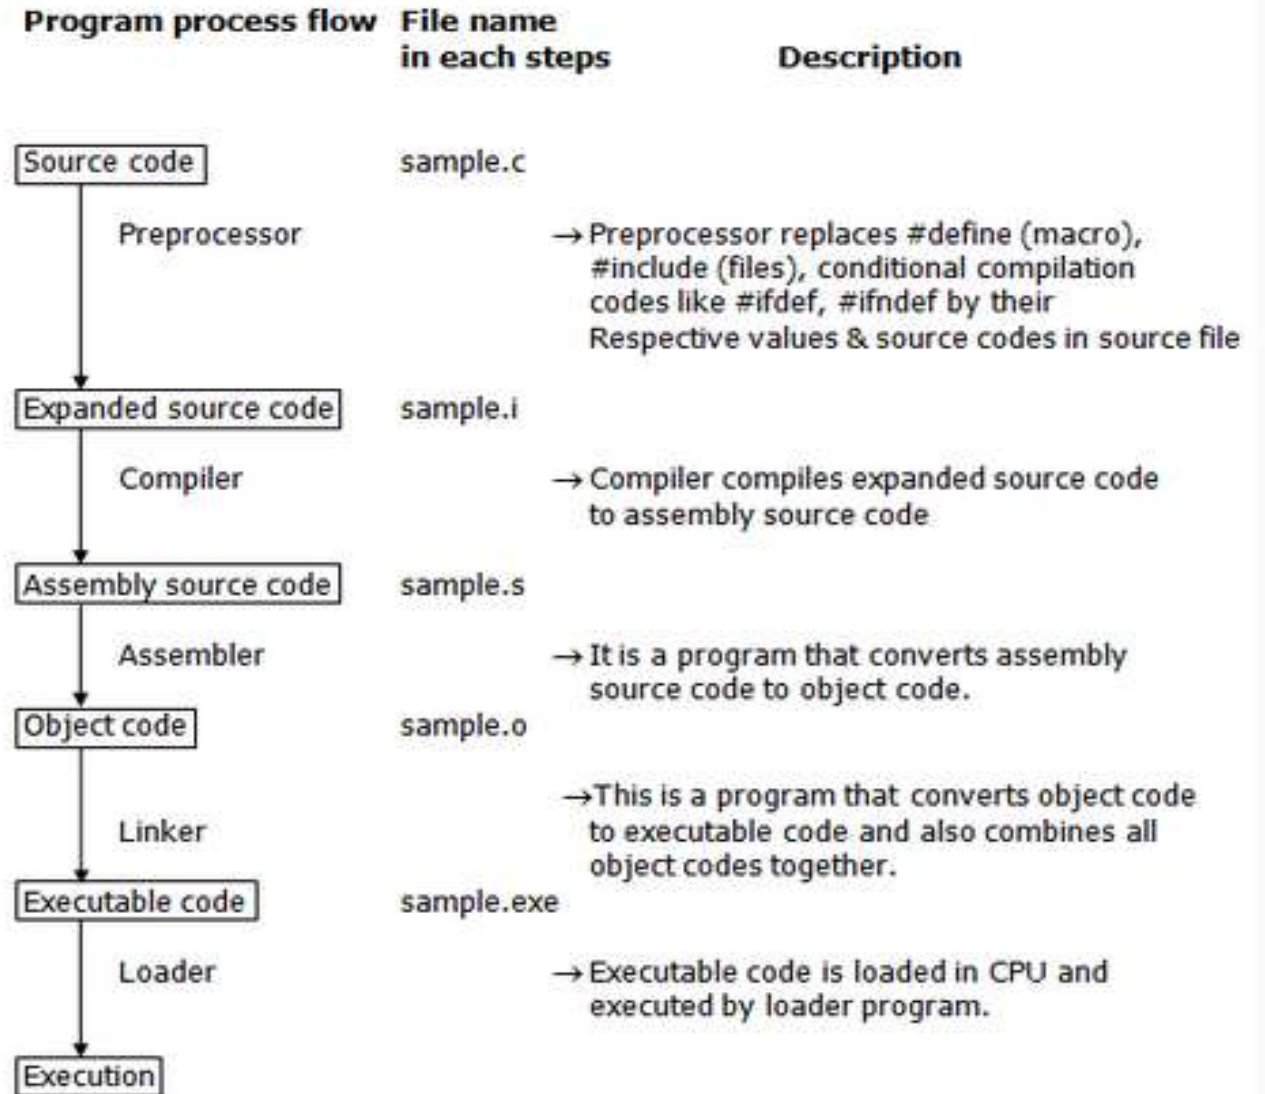 Program process flow File name
in each steps Description
Source code sample.c
Preprocessor → Preprocessor replaces #define (macro),
#include (files), conditional compilation
codes like #ifdef, #ifndef by their
Respective values & source codes in source file
Expanded source code sample.i
Compiler → Compiler compiles expanded source code
to assembly source code
Assembly source code sample.s
Assembler → It is a program that converts assembly
source code to object code.
Object code sample.o
→This is a program that converts object code
Linker to executable code and also combines all
object codes together.
Executable code sample.exe
Loader → Executable code is loaded in CPU and
executed by loader program.
Execution